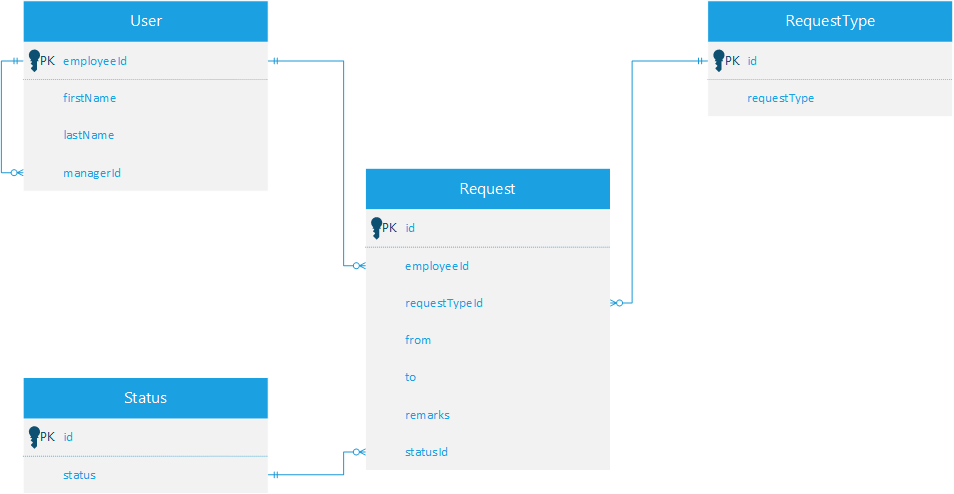 User
PK employeeId
firstName
lastName
managerId
RequestType
PK id
requestType
Request
PK id
employeeId
requestTypeId
from
to
remarks
statusId
Status
PK id
status